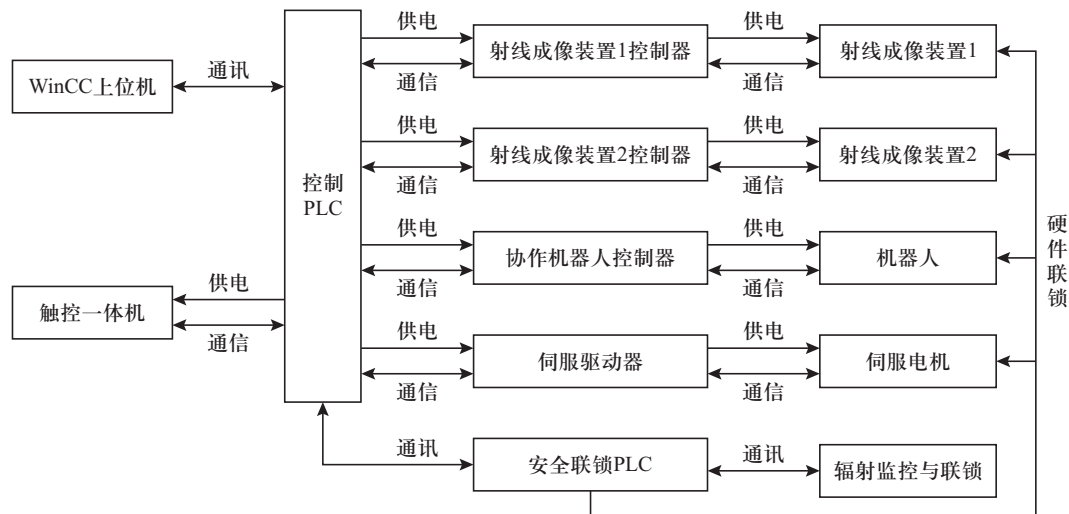 供电
供电
射线成像装置1控制器
射线成像装置1
通信
通信
WinCC上位机
通讯
供电
供电
射线成像装置2控制器
射线成像装置2
通信
通信
控制
PLC
供电
供电
协作机器人控制器
机器人
通信
通信
硬件联锁
供电
触控一体机
通信
供电
供电
伺服驱动器
伺服电机
通信
通信
通讯
安全联锁PLC
通讯
辐射监控与联锁